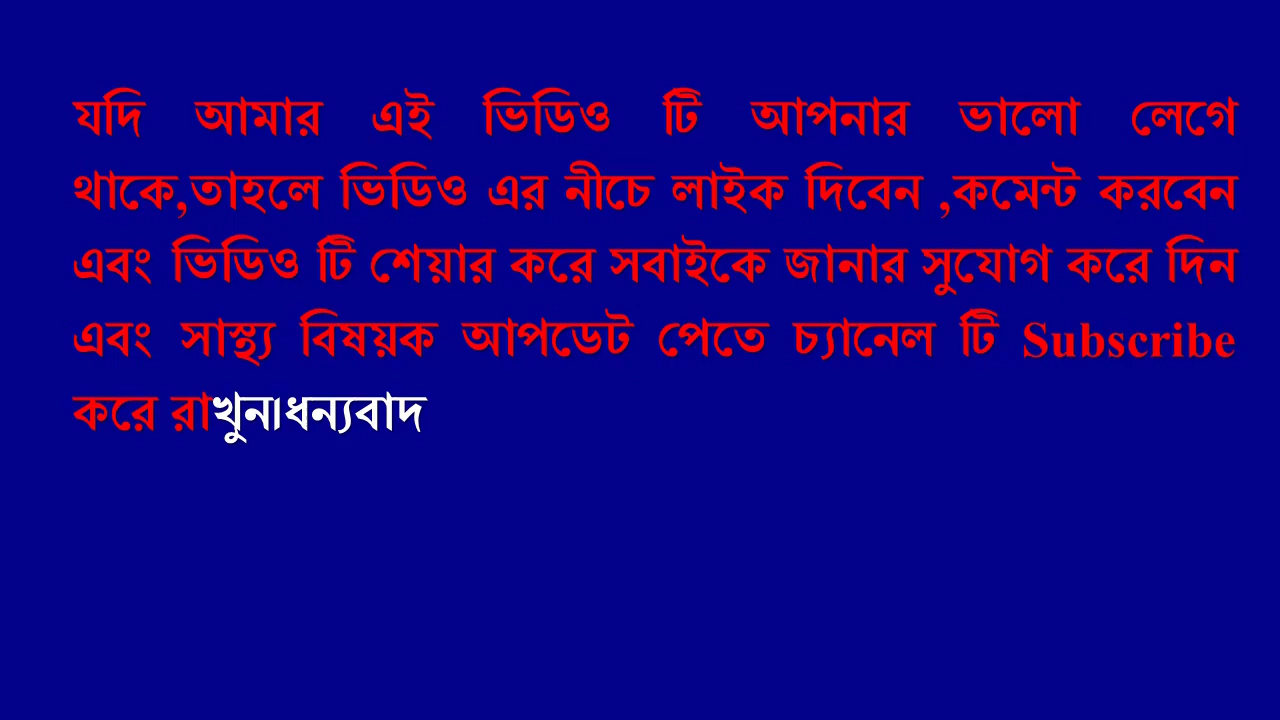 যদি আমার এই ভিডিও টি আপনার ভালো লেগে
থাকে,তাহলে ভিডিও এর নীচে লাইক দিবেন ,কমেন্ট করবেন
এবং ভিডিও টি শেয়ার করে সবাইকে জানার সুযোগ করে দিন
এবং সাস্থ্য বিষয়ক আপডেট পেতে চ্যানেল টি Subscribe
করে রাখুন।ধন্যবাদ